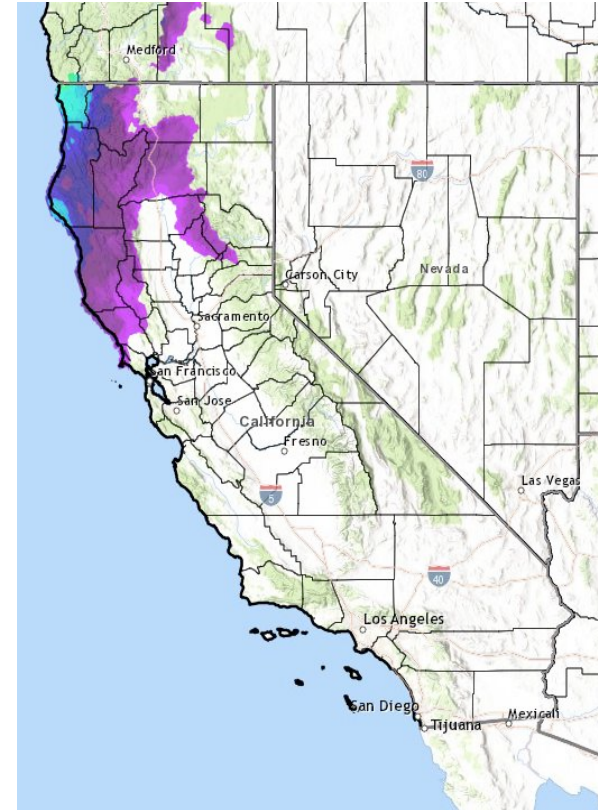 Medford
80
Carson City
Nevada
Sacramento
San Francisco
San Jose
California
Fresno
Las Vegas
5
40
Los Angeles
San Diego
Mexicali
Tijuana